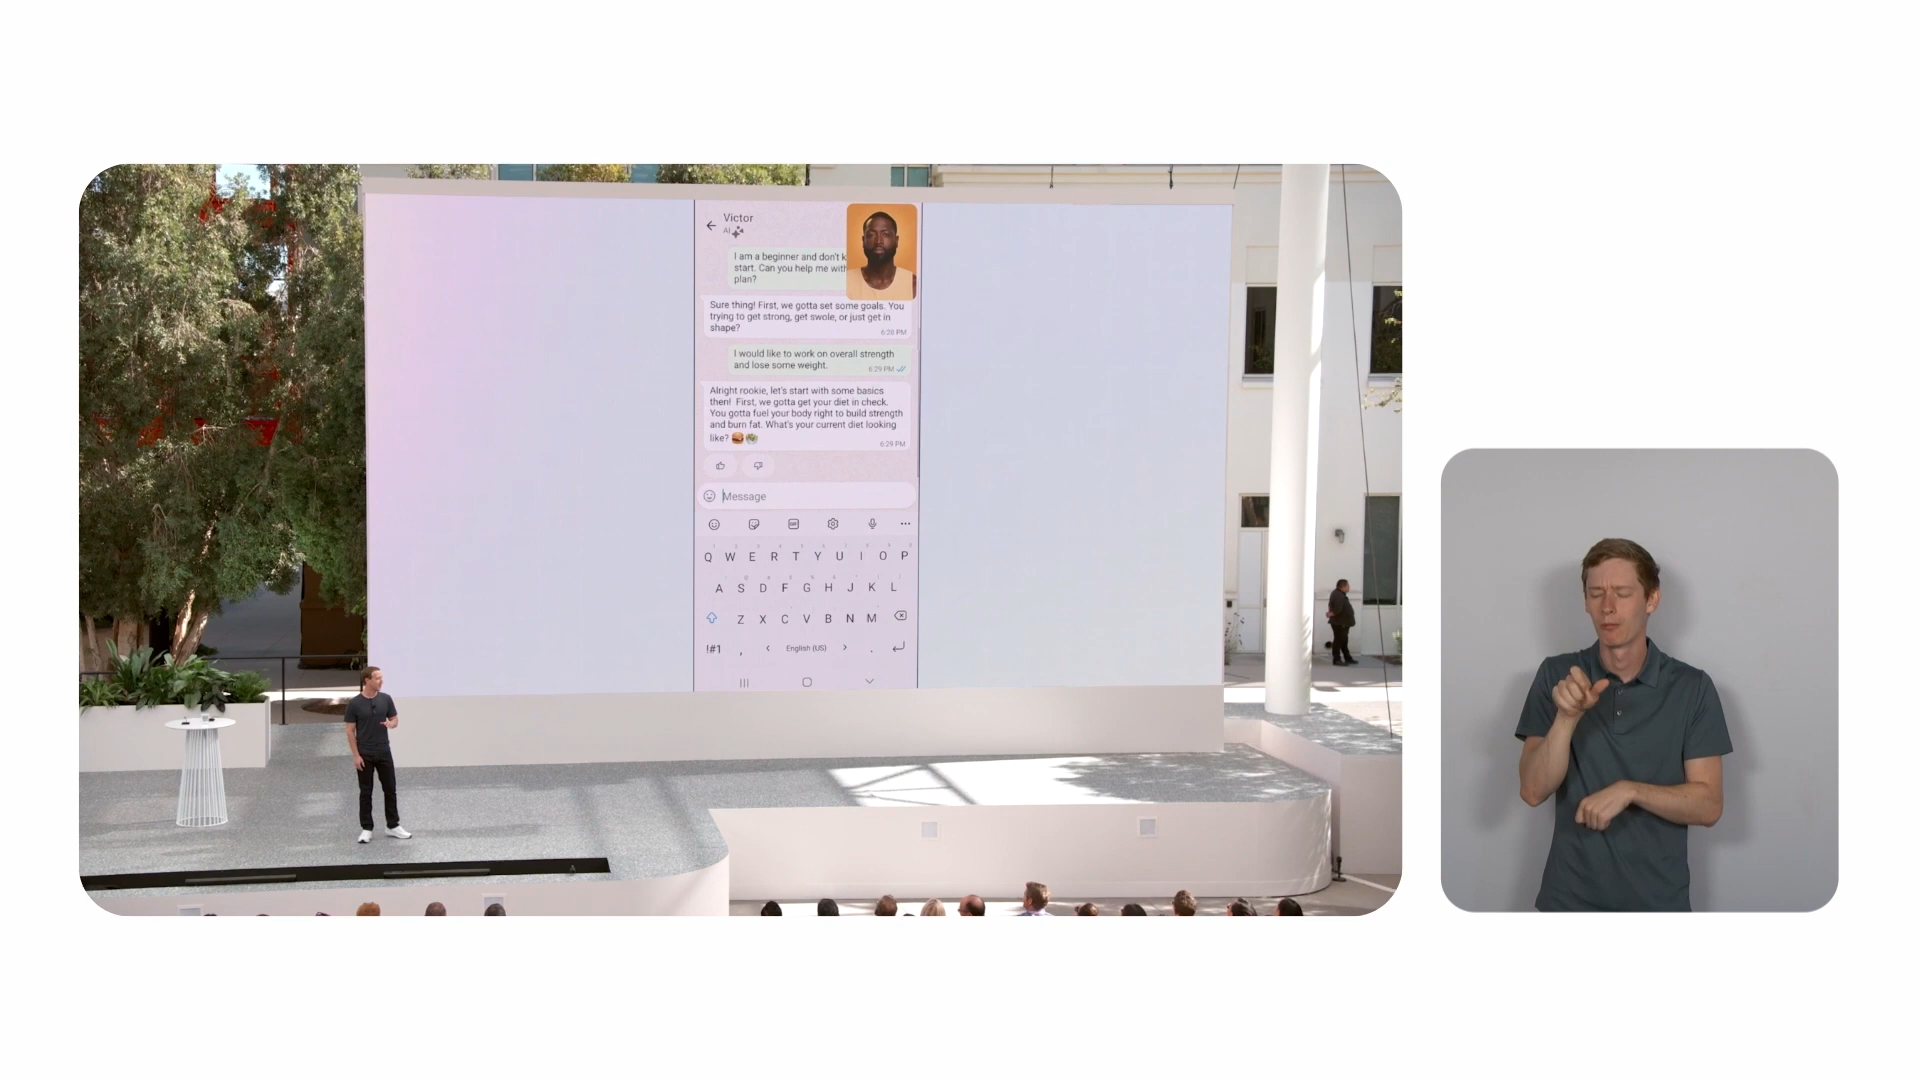 Victor
AI
I am a beginner and don't k
start. Can you help me with
plan?
Sure thing! First, we gotta set some goals. You
trying to get strong, get swole, or just get in
shape?
6:28 PM
I would like to work on overall strength
and lose some weight.
6:29 PM
Alright rookie, let's start with some basics
then! First, we gotta get your diet in check.
You gotta fuel your body right to build strength
and burn fat. What's your current diet looking
like? 🍔🥗
6:29 PM
Message
Q W E R T Y U I O P
A S D F G H J K L
Z X C V B N M
!#1 , < English (US) > .